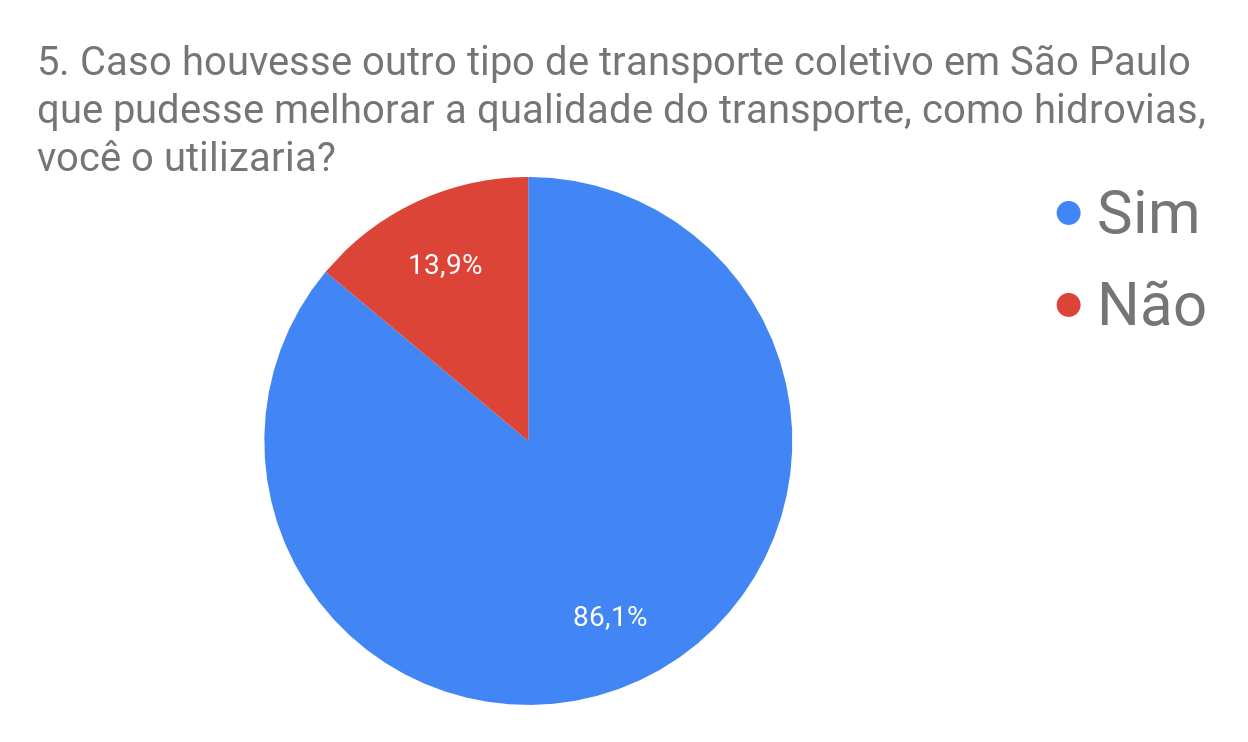 5. Caso houvesse outro tipo de transporte coletivo em São Paulo
que pudesse melhorar a qualidade do transporte, como hidrovias,
você o utilizaria?
Sim
Não
13,9%
86,1%